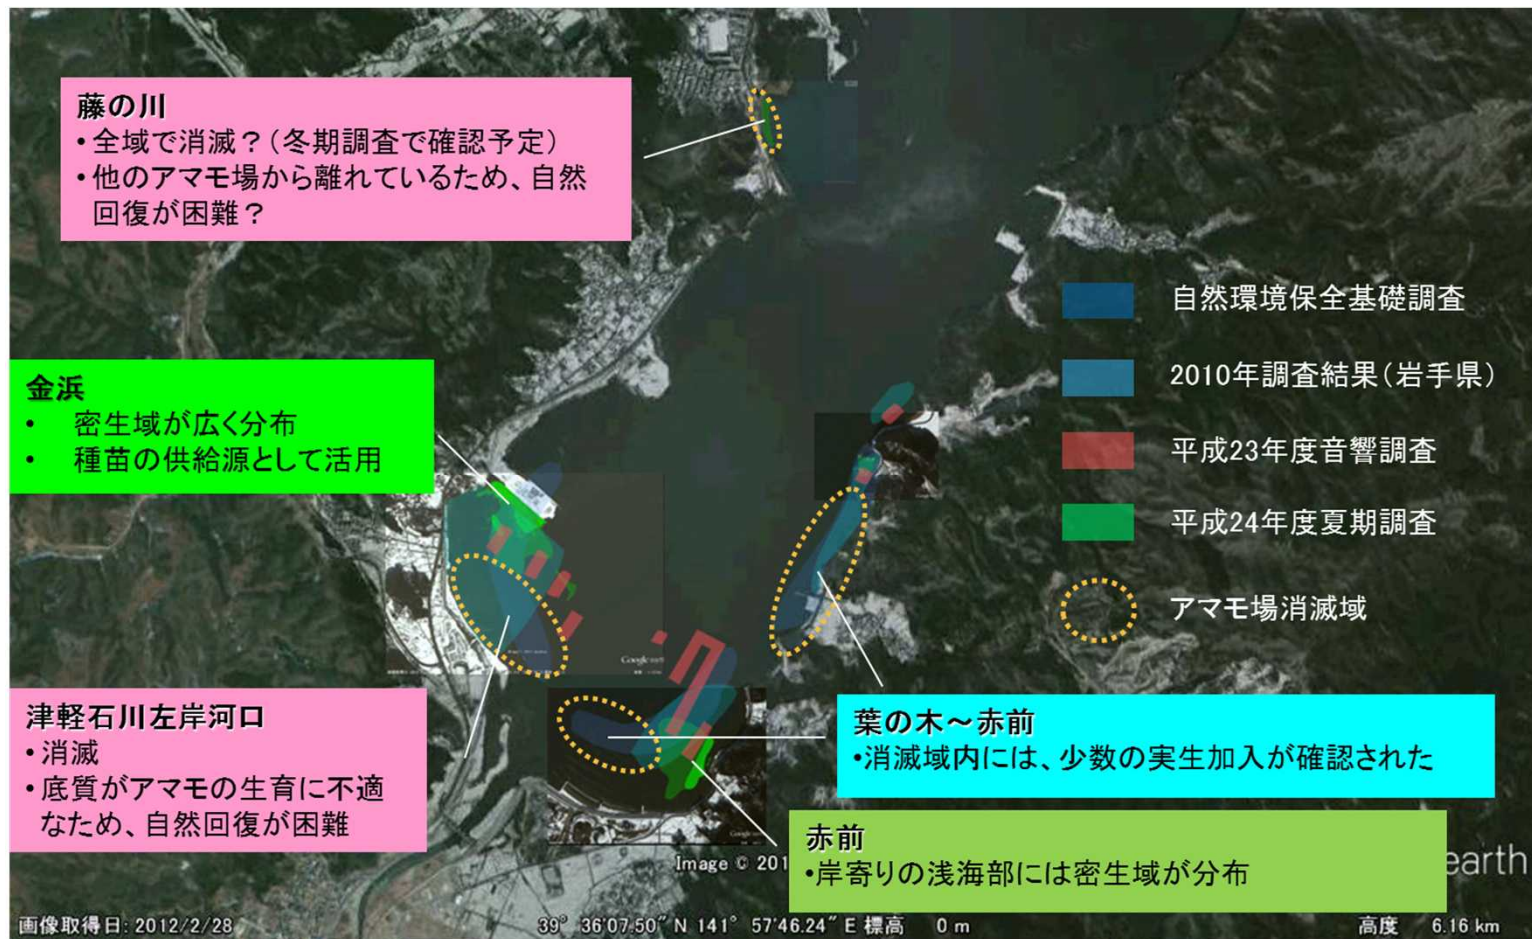 藤の川
・全域で消滅？（冬期調査で確認予定）
・他のアマモ場から離れているため、自然
回復が困難？
自然環境保全基礎調査
2010年調査結果（岩手県）
平成23年度音響調査
平成24年度夏期調査
アマモ場消滅域
金浜
• 密生域が広く分布
• 種苗の供給源として活用
Google
津軽石川左岸河口
・消滅
・底質がアマモの生育に不適
なため、自然回復が困難
葉の木～赤前
・消滅域内には、少数の実生加入が確認された
赤前
・岸寄りの浅海部には密生域が分布
Google
Image © 201
earth
画像取得日: 2012/2/28
39° 36'07.50" N 141° 57'46.24" E 標高 0 m
高度 6.16 km